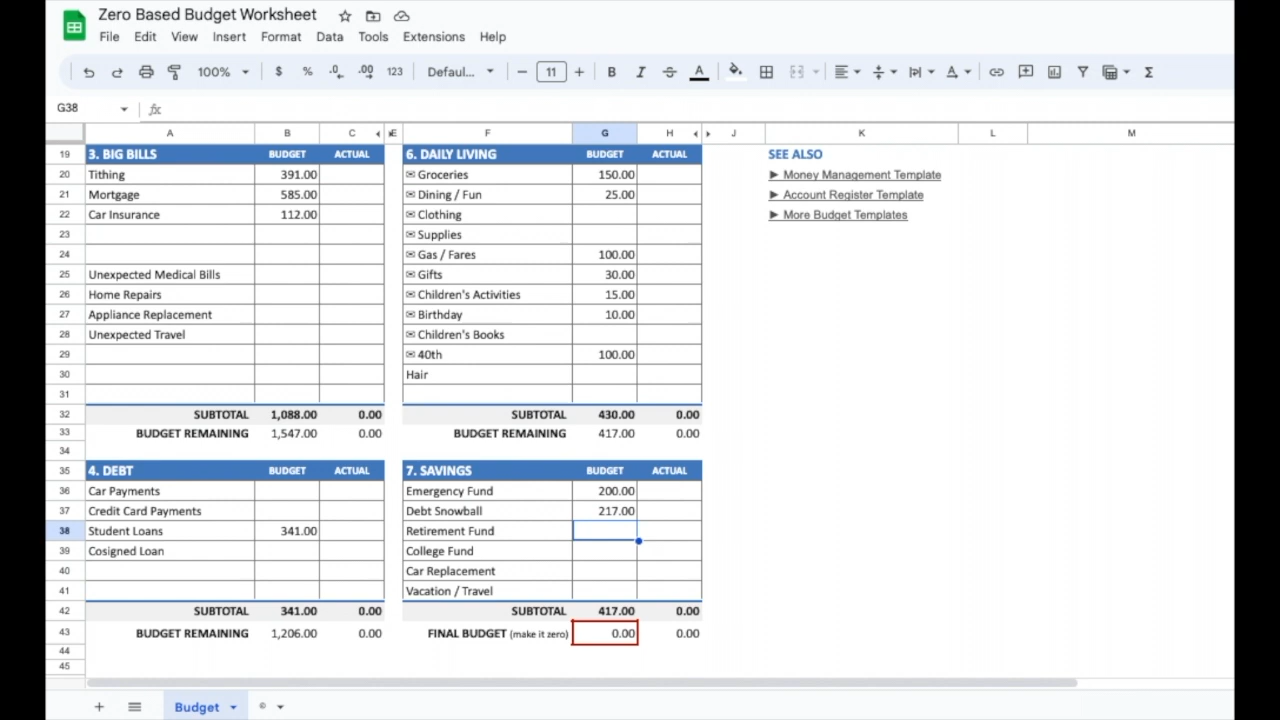 Zero Based Budget Worksheet
File Edit View Insert Format Data Tools Extensions Help
100% $ % .0 .00 123 Defaul... − 11 + B I A Σ
G38 fx
A B C E F G H J K L M
19 3. BIG BILLS BUDGET ACTUAL 6. DAILY LIVING BUDGET ACTUAL SEE ALSO
20 Tithing 391.00 ✉ Groceries 150.00 ► Money Management Template
21 Mortgage 585.00 ✉ Dining / Fun 25.00 ► Account Register Template
22 Car Insurance 112.00 ✉ Clothing ► More Budget Templates
23 ✉ Supplies
24 ✉ Gas / Fares 100.00
25 Unexpected Medical Bills ✉ Gifts 30.00
26 Home Repairs ✉ Children's Activities 15.00
27 Appliance Replacement ✉ Birthday 10.00
28 Unexpected Travel ✉ Children's Books
29 ✉ 40th 100.00
30 Hair
31
32 SUBTOTAL 1,088.00 0.00 SUBTOTAL 430.00 0.00
33 BUDGET REMAINING 1,547.00 0.00 BUDGET REMAINING 417.00 0.00
34
35 4. DEBT BUDGET ACTUAL 7. SAVINGS BUDGET ACTUAL
36 Car Payments Emergency Fund 200.00
37 Credit Card Payments Debt Snowball 217.00
38 Student Loans 341.00 Retirement Fund
39 Cosigned Loan College Fund
40 Car Replacement
41 Vacation / Travel
42 SUBTOTAL 341.00 0.00 SUBTOTAL 417.00 0.00
43 BUDGET REMAINING 1,206.00 0.00 FINAL BUDGET (make it zero) 0.00 0.00
44
45
+ Budget ©